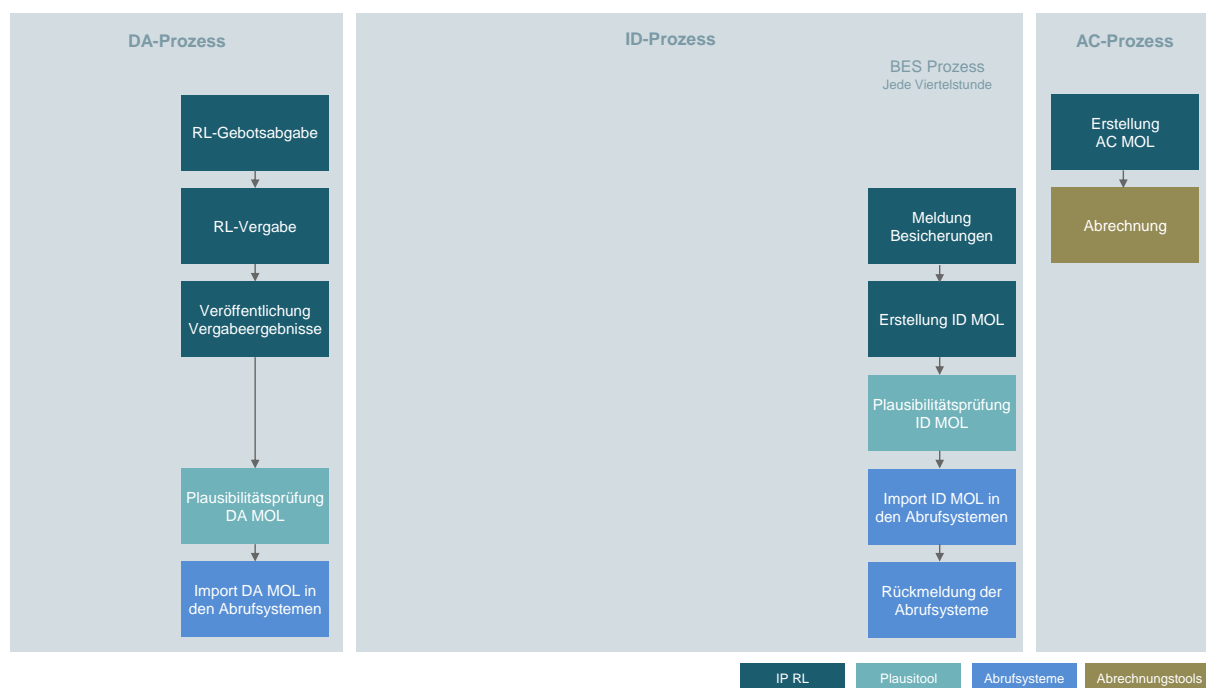 DA-Prozess
RL-Gebotsabgabe
RL-Vergabe
Veröffentlichung
Vergabeergebnisse
Plausibilitätsprüfung
DA MOL
Import DA MOL in
den Abrufsystemen
ID-Prozess
BES Prozess
Jede Viertelstunde
Meldung
Besicherungen
Erstellung ID MOL
Plausibilitätsprüfung
ID MOL
Import ID MOL in
den Abrufsystemen
Rückmeldung der
Abrufsysteme
AC-Prozess
Erstellung
AC MOL
Abrechnung
IP RL
Plausitool
Abrufsysteme
Abrechnungstools